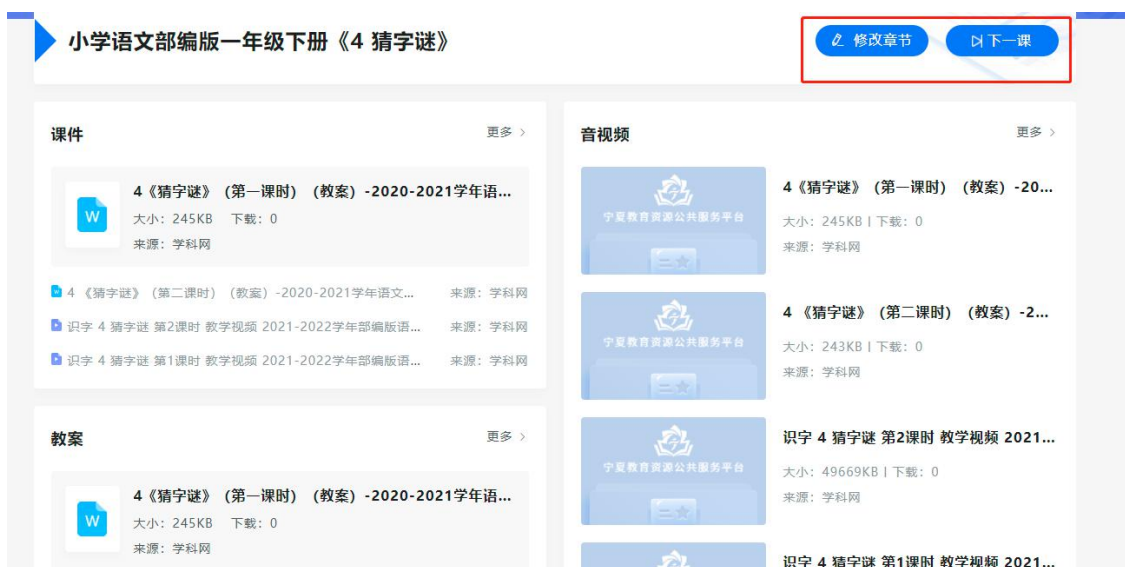 小学语文部编版一年级下册《4 猜字谜》
修改章节
下一课
课件
更多 >
W
4《猜字谜》（第一课时）（教案）-2020-2021学年语...
大小：245KB 下载：0
来源：学科网
4 《猜字谜》（第二课时）（教案）-2020-2021学年语文... 来源：学科网
识字 4 猜字谜 第2课时 教学视频 2021-2022学年部编版语... 来源：学科网
识字 4 猜字谜 第1课时 教学视频 2021-2022学年部编版语... 来源：学科网
教案
更多 >
W
4《猜字谜》（第一课时）（教案）-2020-2021学年语...
大小：245KB 下载：0
来源：学科网
音视频
更多 >
宁夏教育资源公共服务平台
4《猜字谜》（第一课时）（教案）-20...
大小：245KB | 下载：0
来源：学科网
宁夏教育资源公共服务平台
4 《猜字谜》（第二课时）（教案）-2...
大小：243KB | 下载：0
来源：学科网
宁夏教育资源公共服务平台
识字 4 猜字谜 第2课时 教学视频 2021...
大小：49669KB | 下载：0
来源：学科网
识字 4 猜字谜 第1课时 教学视频 2021...